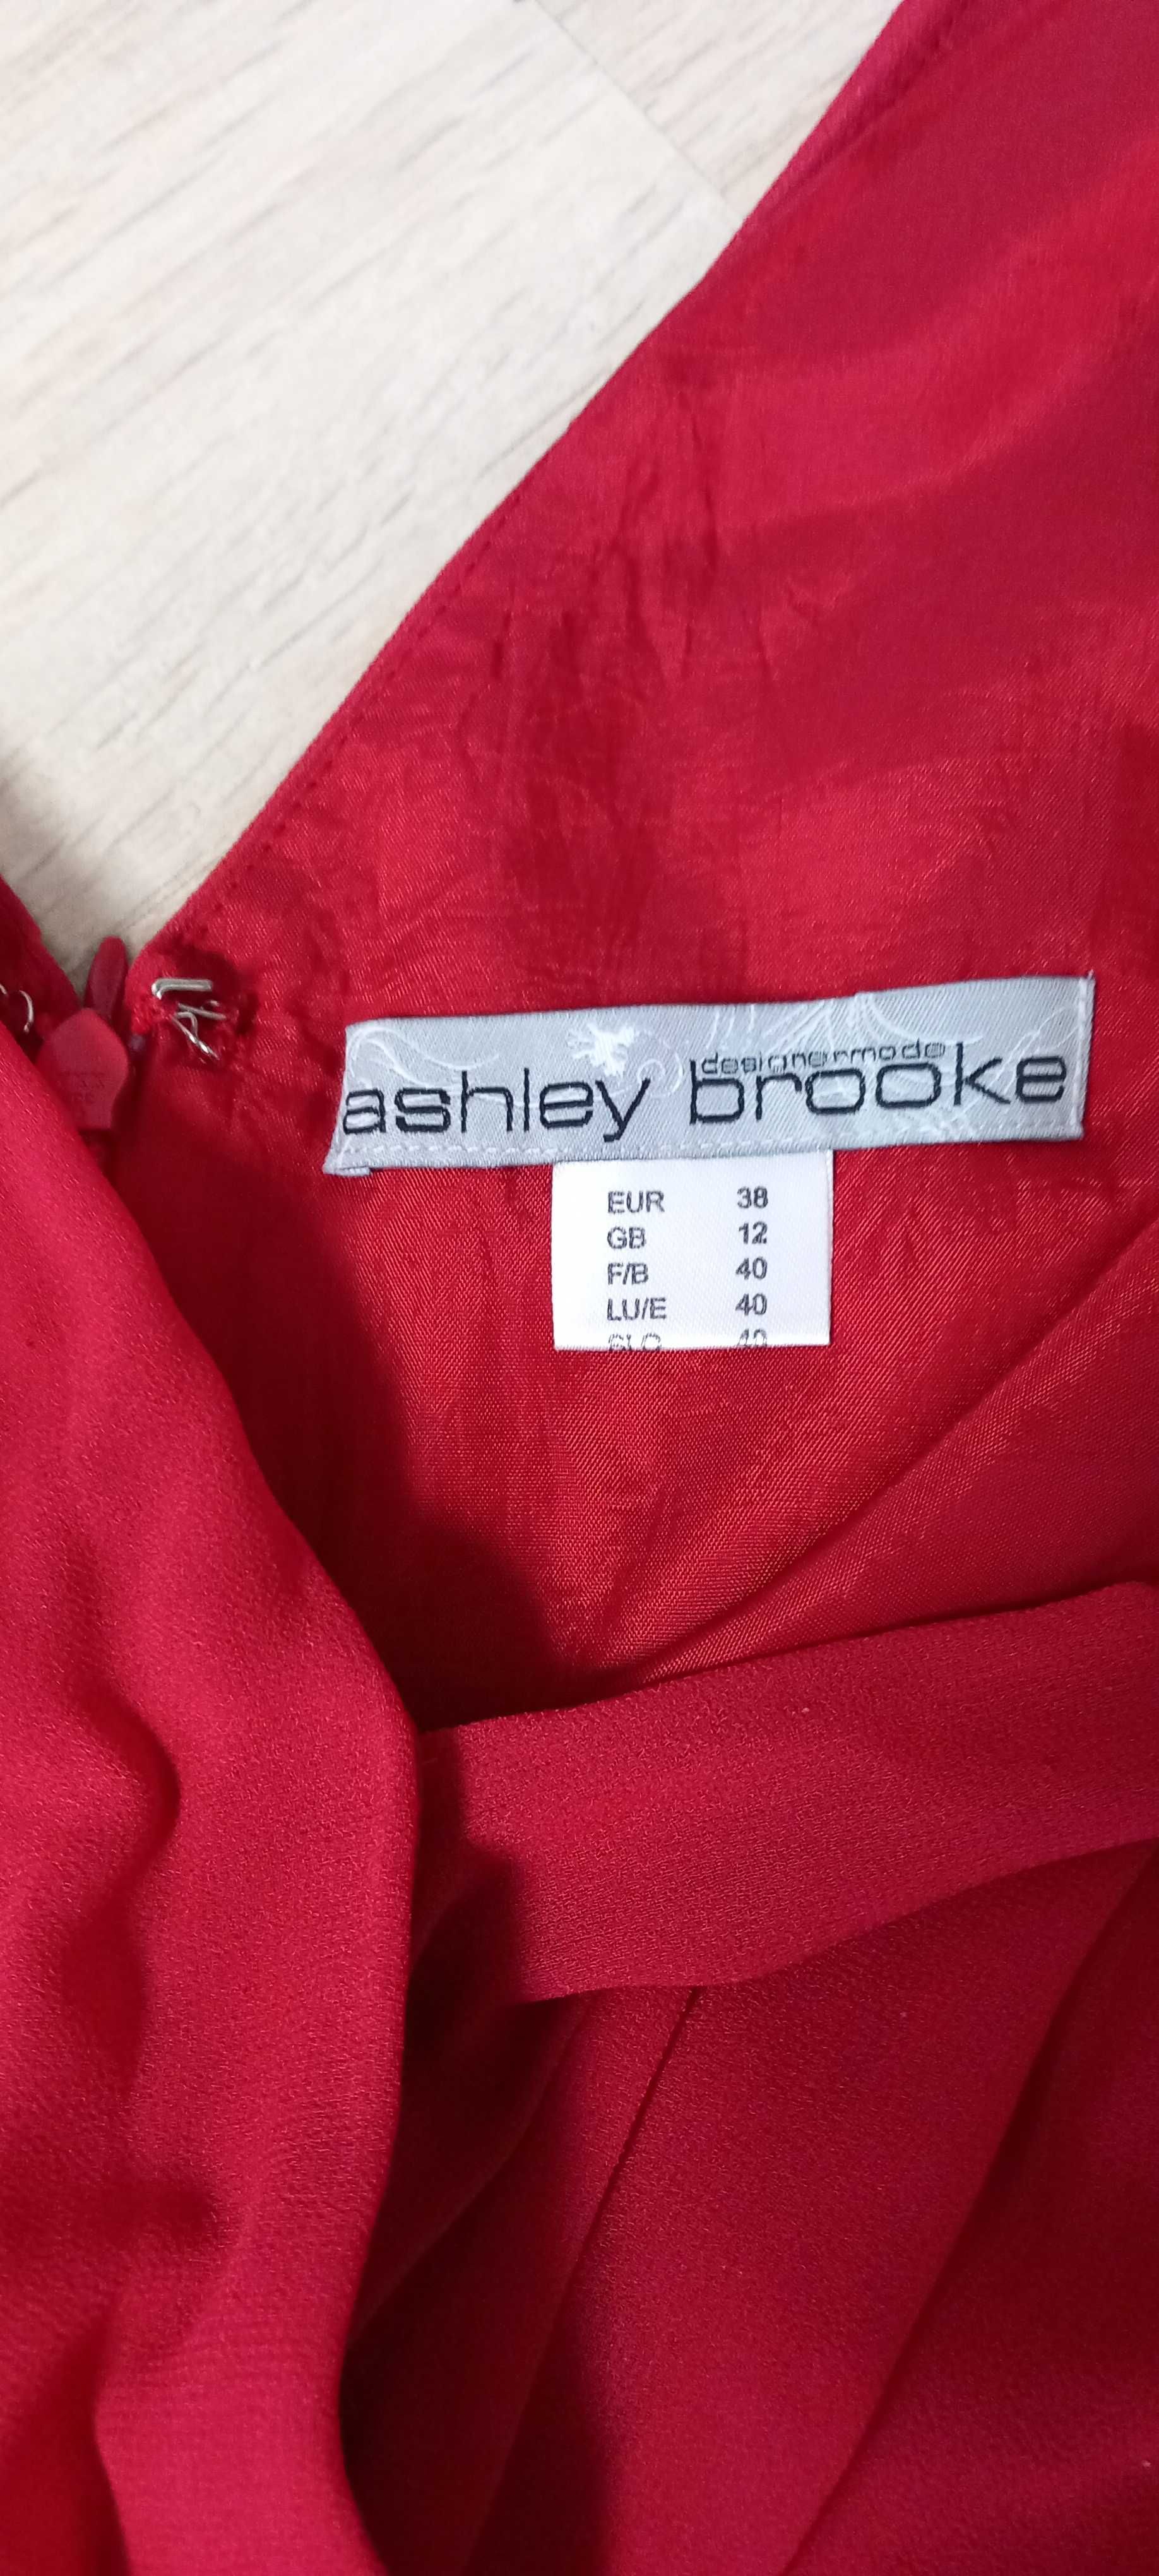 designermode
ashley brooke
EUR 38
GB 12
F/B 40
LU/E 40